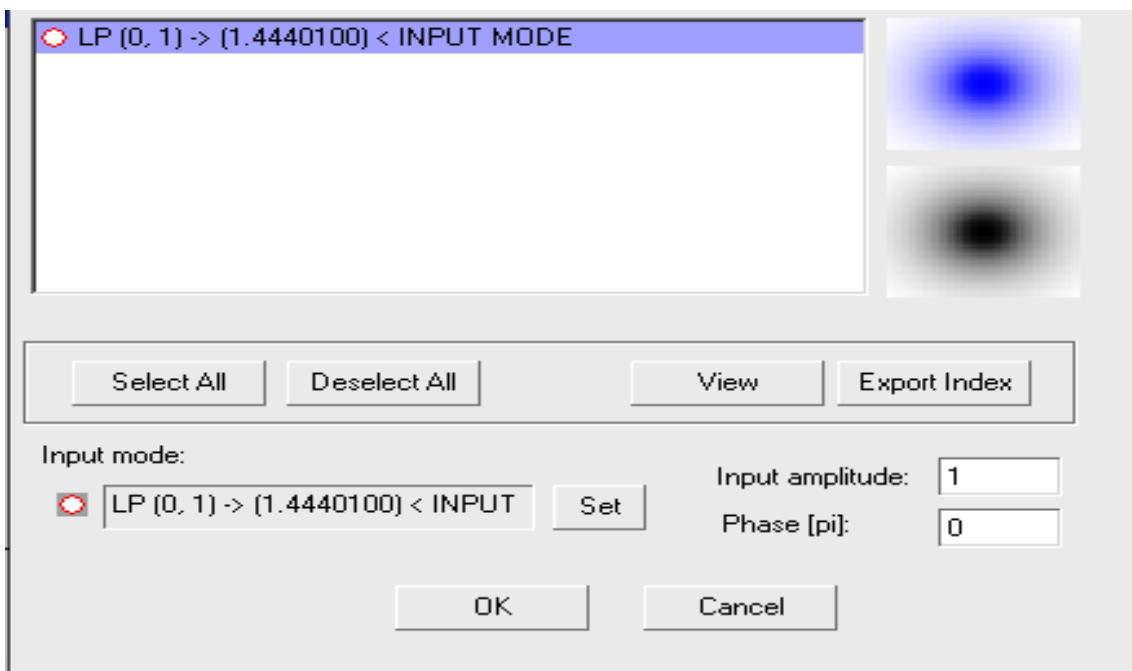 LP (0, 1) -> (1.4440100) < INPUT MODE
Select All
Deselect All
View
Export Index
Input mode:
LP (0, 1) -> (1.4440100) < INPUT
Set
Input amplitude:
1
Phase [pi]:
0
OK
Cancel